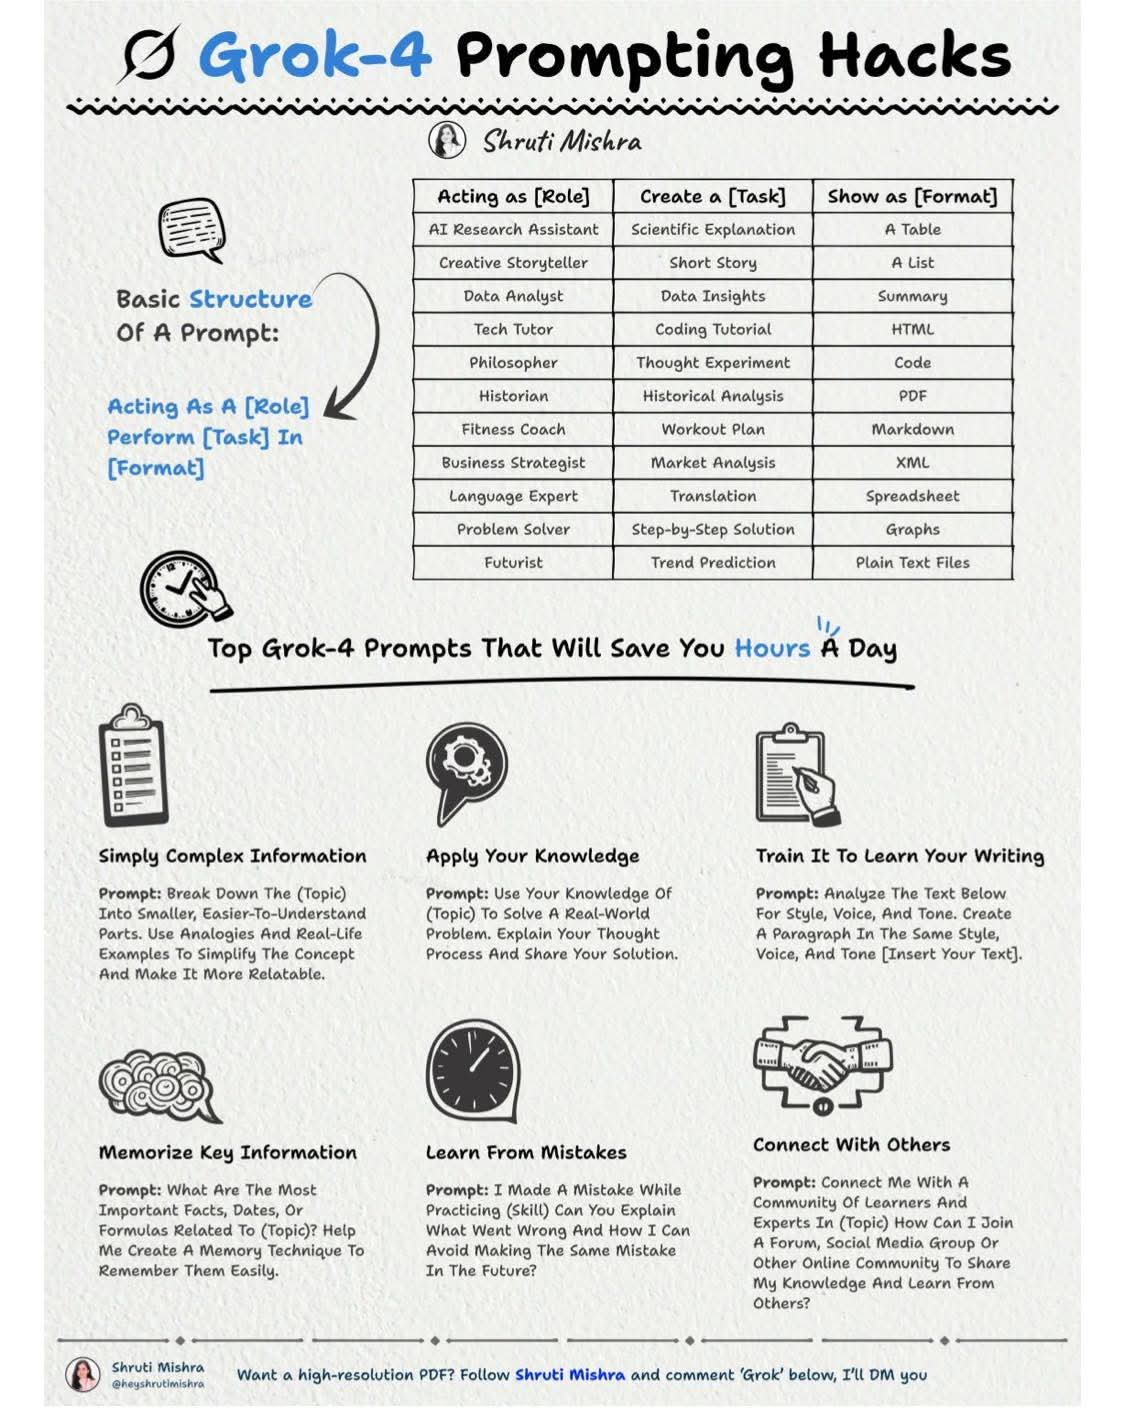 Grok-4 Prompting Hacks
Shruti Mishra
Basic Structure
Of A Prompt:
Acting As A [Role]
Perform [Task] In
[Format]
Acting as [Role] Create a [Task] Show as [Format]
AI Research Assistant Scientific Explanation A Table
Creative Storyteller Short Story A List
Data Analyst Data Insights Summary
Tech Tutor Coding Tutorial HTML
Philosopher Thought Experiment Code
Historian Historical Analysis PDF
Fitness Coach Workout Plan Markdown
Business Strategist Market Analysis XML
Language Expert Translation Spreadsheet
Problem Solver Step-by-Step Solution Graphs
Futurist Trend Prediction Plain Text Files
Top Grok-4 Prompts That Will Save You Hours A Day
Simply Complex Information
Prompt: Break Down The (Topic)
Into Smaller, Easier-To-Understand
Parts. Use Analogies And Real-Life
Examples To Simplify The Concept
And Make It More Relatable.
Apply Your Knowledge
Prompt: Use Your Knowledge Of
(Topic) To Solve A Real-World
Problem. Explain Your Thought
Process And Share Your Solution.
Train It To Learn Your Writing
Prompt: Analyze The Text Below
For Style, Voice, And Tone. Create
A Paragraph In The Same Style,
Voice, And Tone [Insert Your Text].
Memorize Key Information
Prompt: What Are The Most
Important Facts, Dates, Or
Formulas Related To (Topic)? Help
Me Create A Memory Technique To
Remember Them Easily.
Learn From Mistakes
Prompt: I Made A Mistake While
Practicing (Skill) Can You Explain
What Went Wrong And How I Can
Avoid Making The Same Mistake
In The Future?
Connect With Others
Prompt: Connect Me With A
Community Of Learners And
Experts In (Topic) How Can I Join
A Forum, Social Media Group Or
Other Online Community To Share
My Knowledge And Learn From
Others?
Shruti Mishra
@heyshrutimishra
Want a high-resolution PDF? Follow Shruti Mishra and comment ‘Grok’ below, I’ll DM you